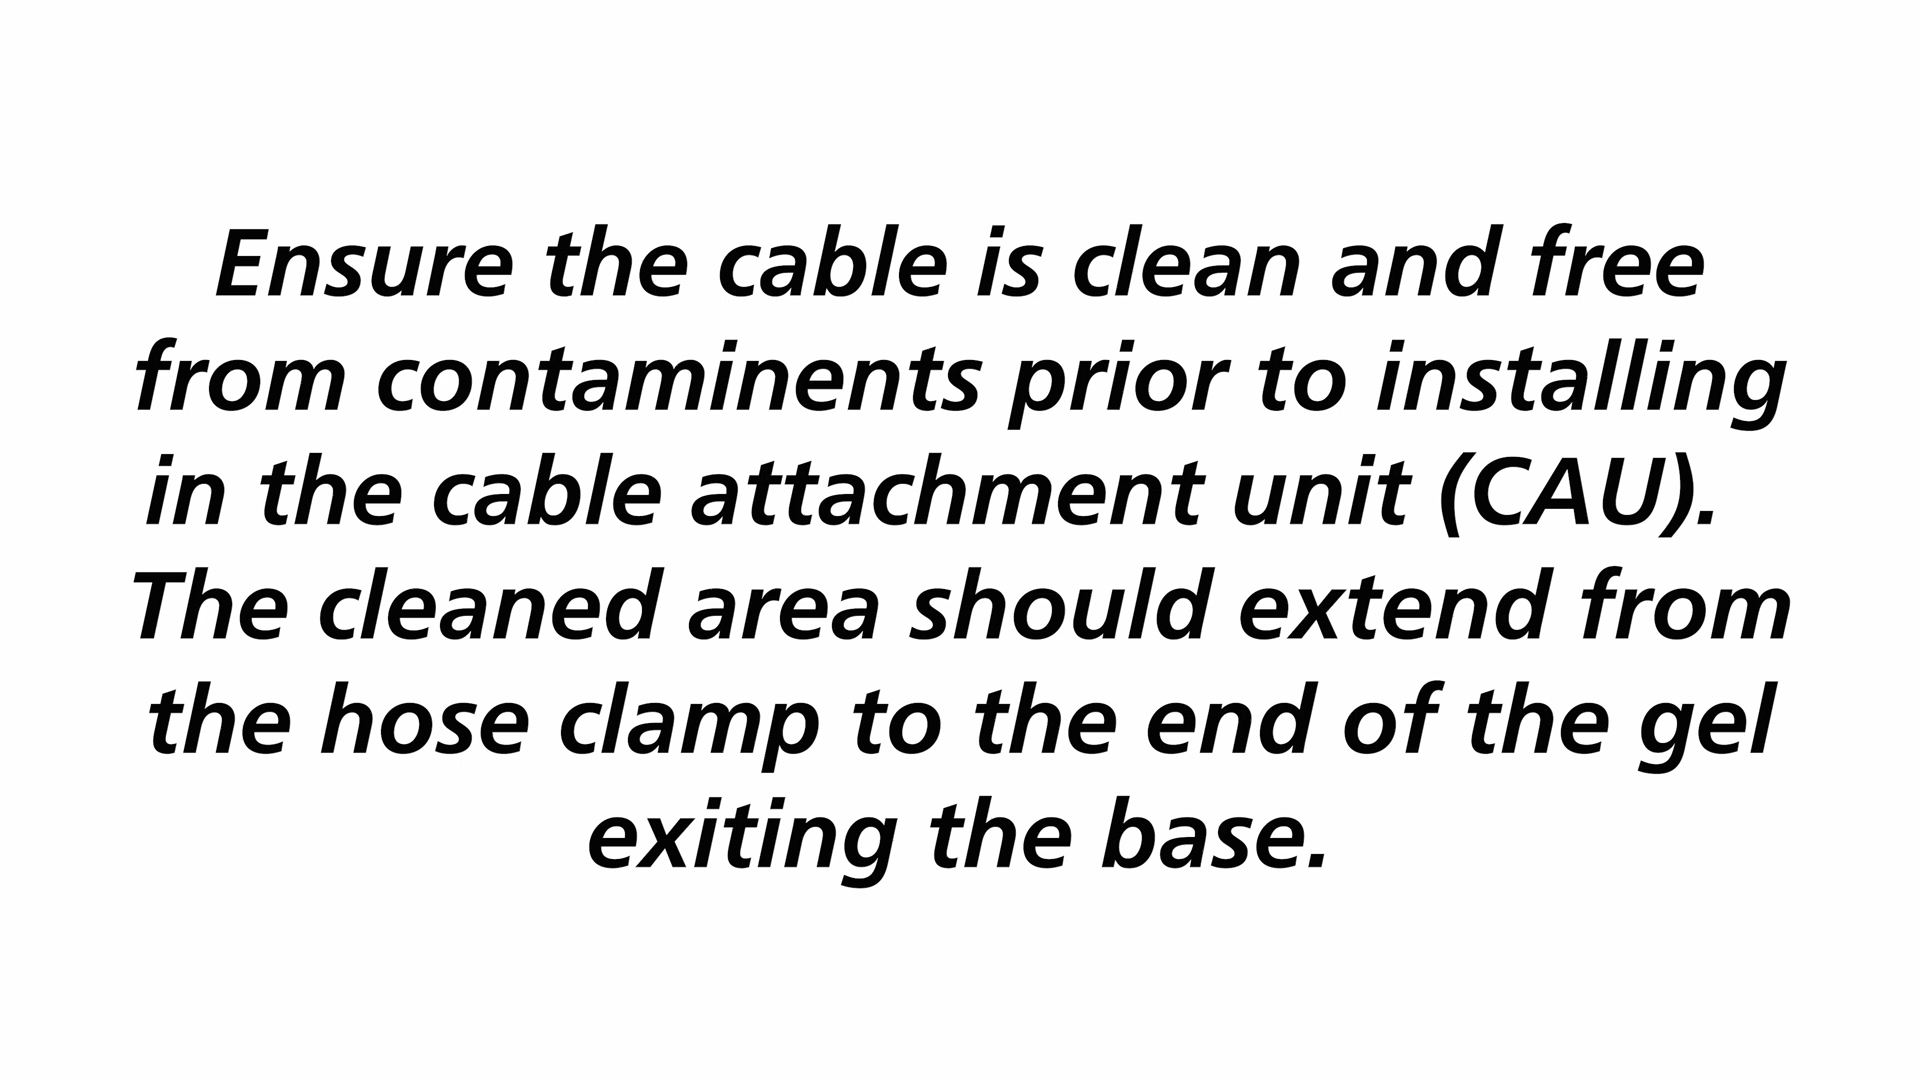 Ensure the cable is clean and free
from contaminents prior to installing
in the cable attachment unit (CAU).
The cleaned area should extend from
the hose clamp to the end of the gel
exiting the base.